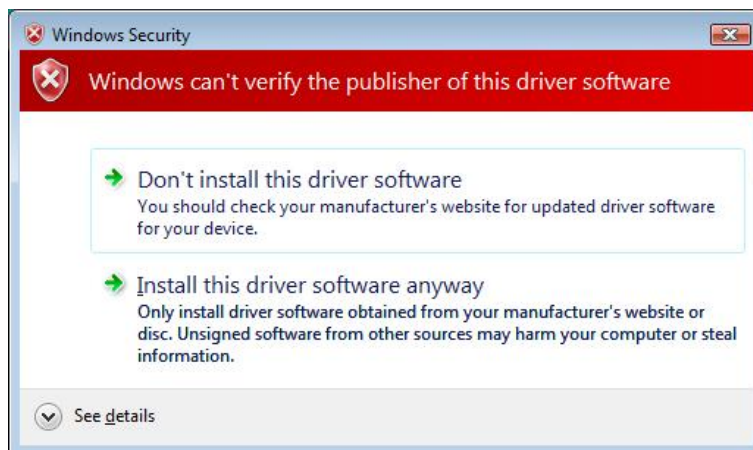 Windows Security
Windows can't verify the publisher of this driver software
Don't install this driver software
You should check your manufacturer's website for updated driver software
for your device.
Install this driver software anyway
Only install driver software obtained from your manufacturer's website or
disc. Unsigned software from other sources may harm your computer or steal
information.
See details